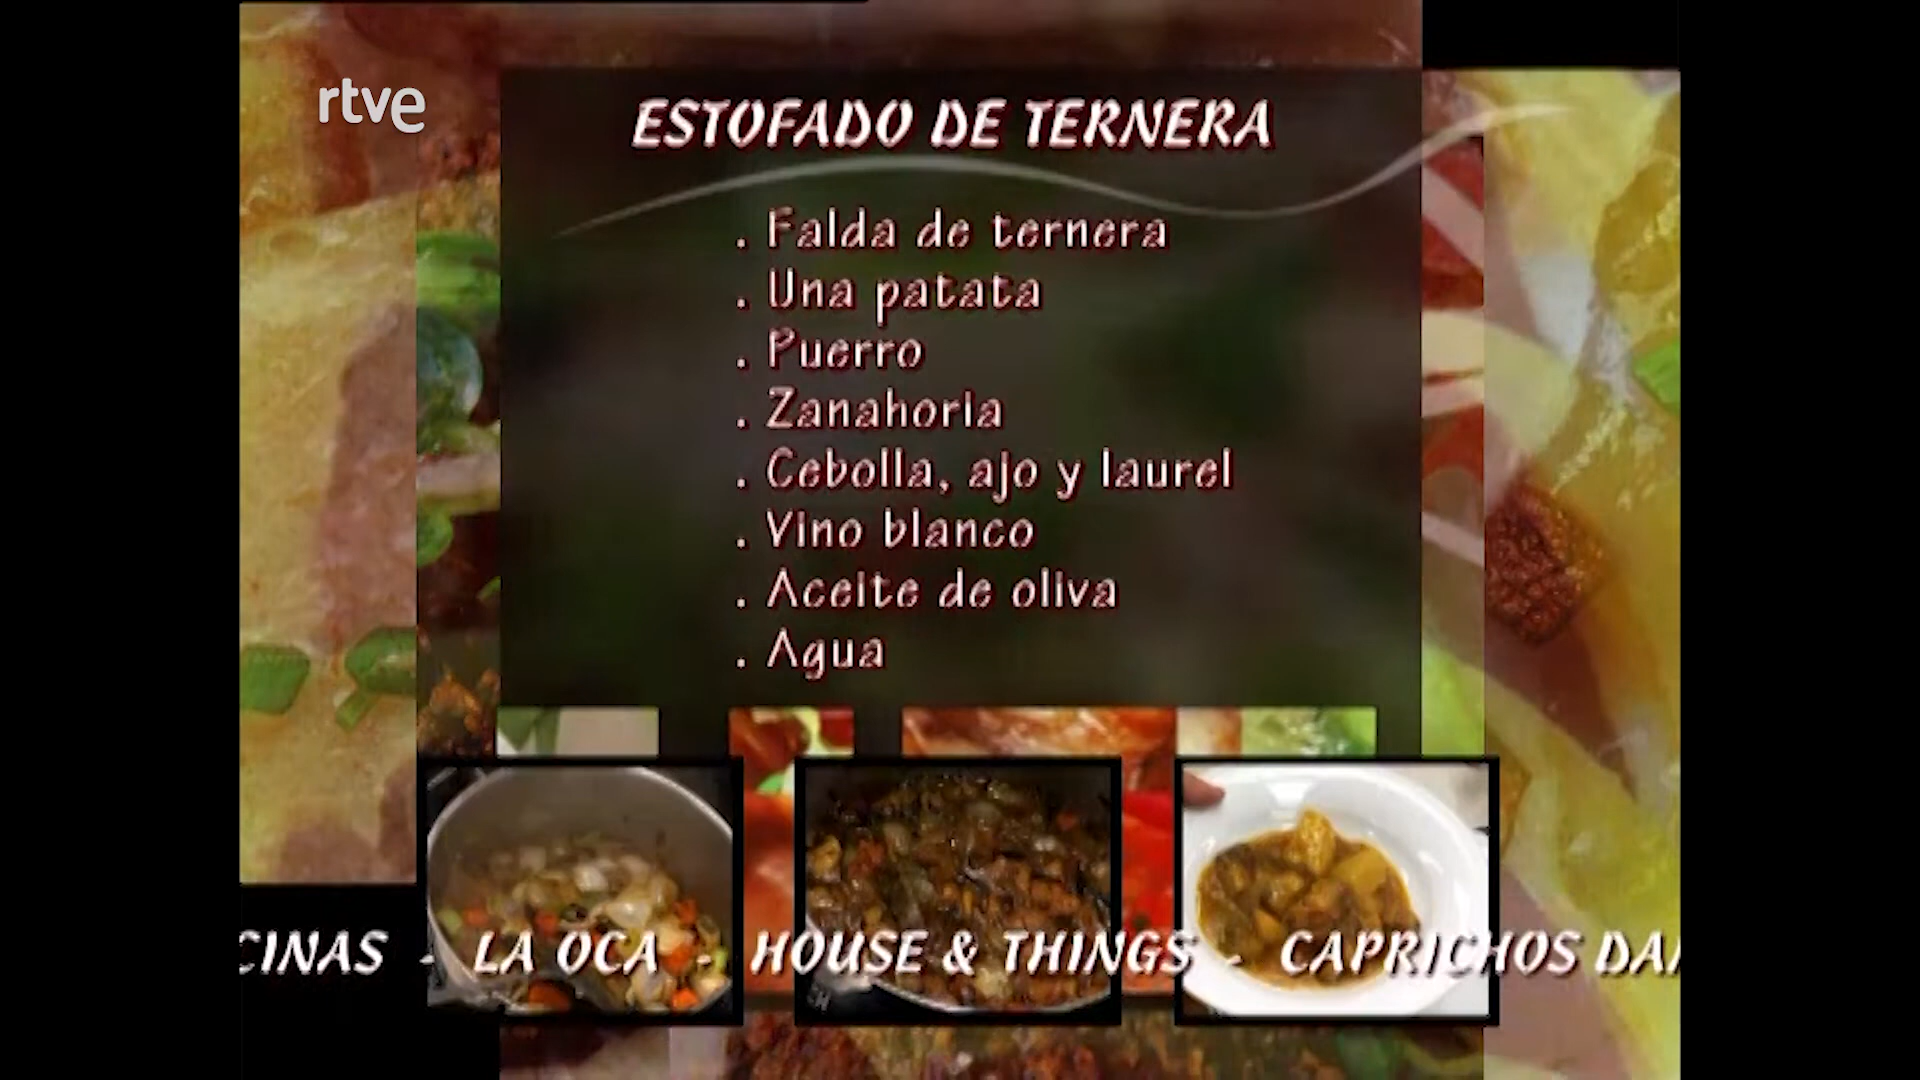 rtve
ESTOFADO DE TERNERA
. Falda de ternera
. Una patata
. Puerro
. Zanahoria
. Cebolla, ajo y laurel
. Vino blanco
. Aceite de oliva
. Agua
CINAS - LA OCA - HOUSE & THINGS - CAPRICHOS DAN